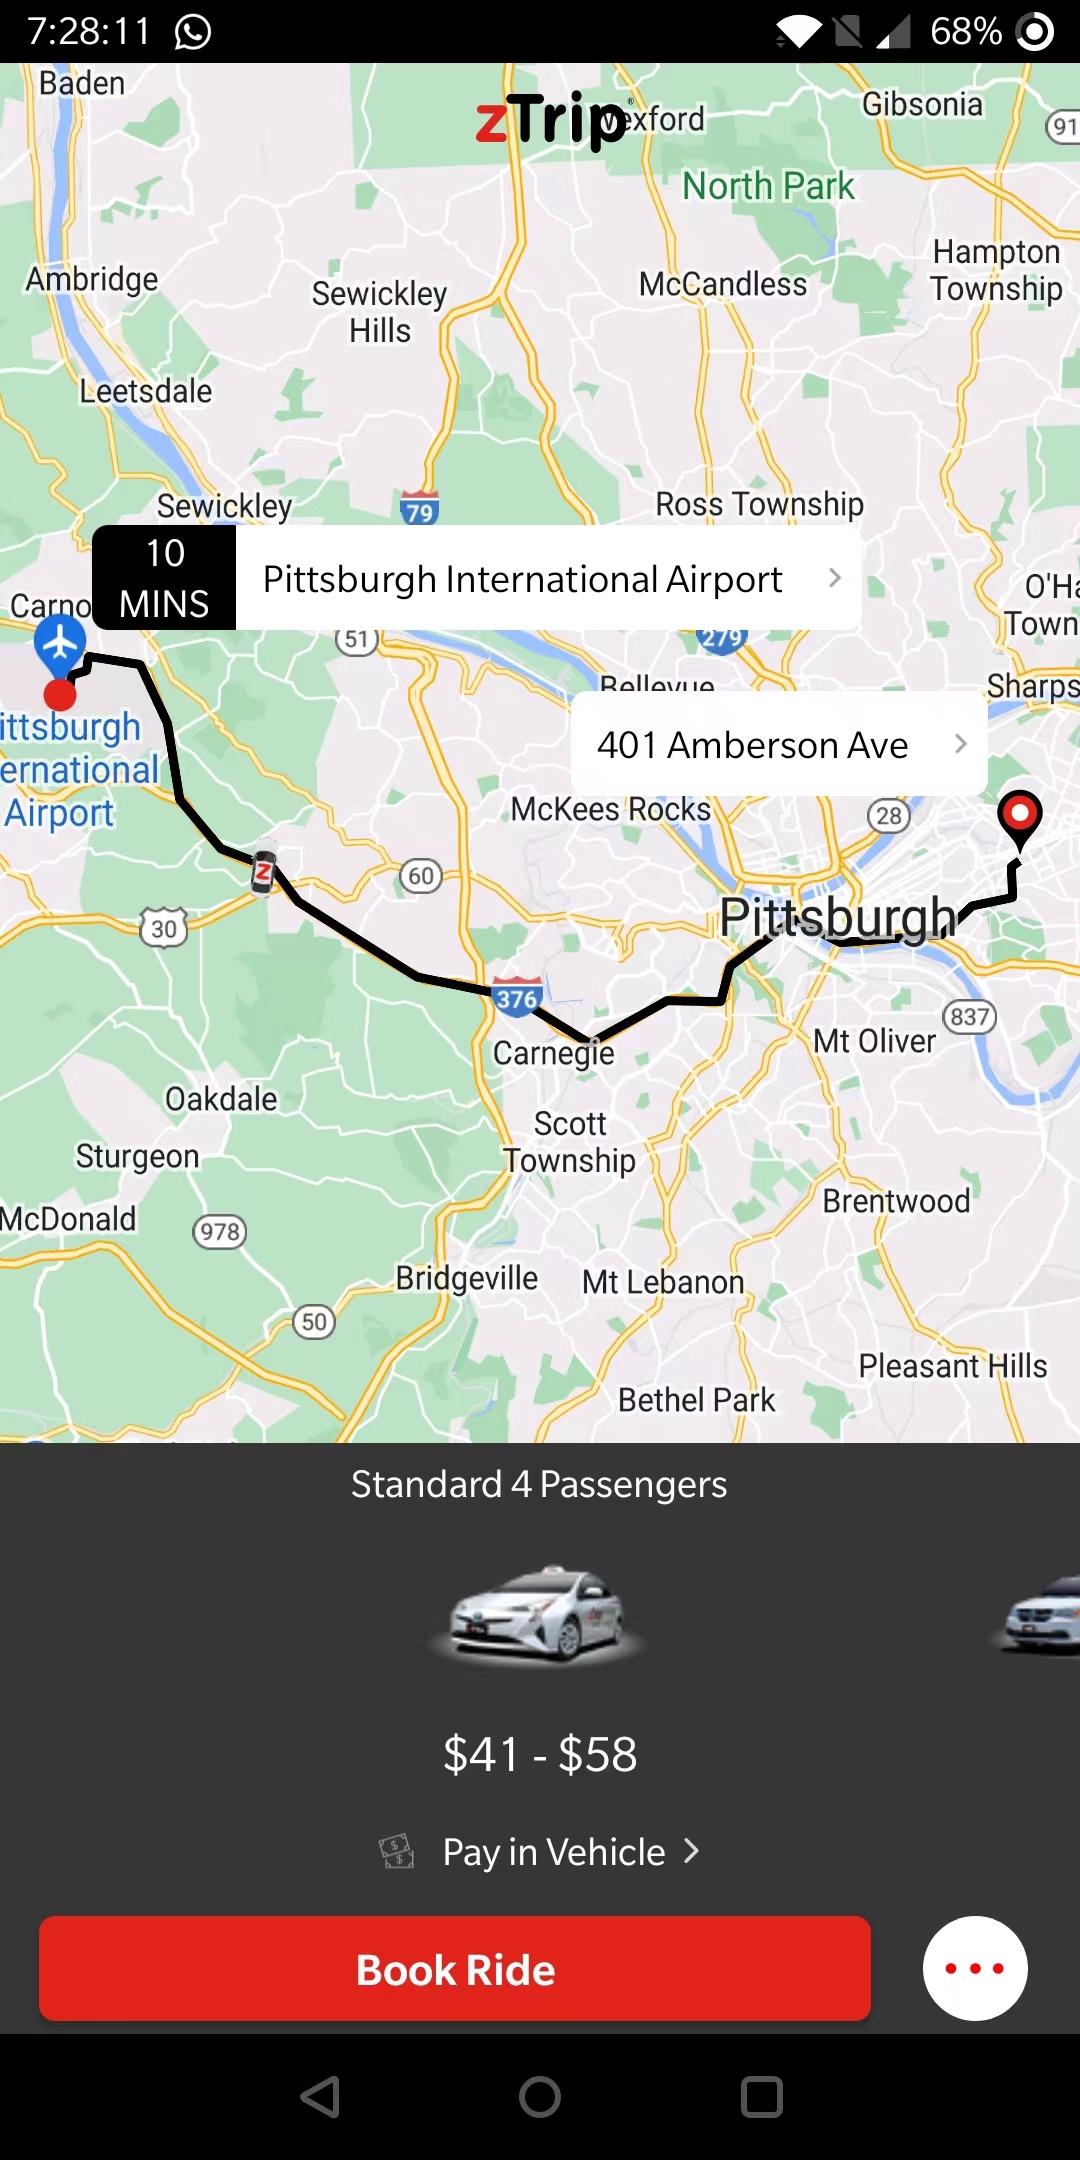 7:28:11
68%
Baden
zTrip
exford
Gibsonia
91
North Park
Ambridge
Sewickley
Hills
McCandless
Hampton
Township
Leetsdale
Sewickley
79
Ross Township
10
MINS
Pittsburgh International Airport
Carno
O'Ha
Town
51
279
Bellevue
Sharps
ittsburgh
ernational
Airport
401 Amberson Ave
McKees Rocks
28
Z
60
30
Pittsburgh
376
837
Carnegie
Mt Oliver
Oakdale
Scott
Township
Sturgeon
McDonald
978
Brentwood
Bridgeville
Mt Lebanon
50
Pleasant Hills
Bethel Park
Standard 4 Passengers
$41 - $58
Pay in Vehicle
Book Ride